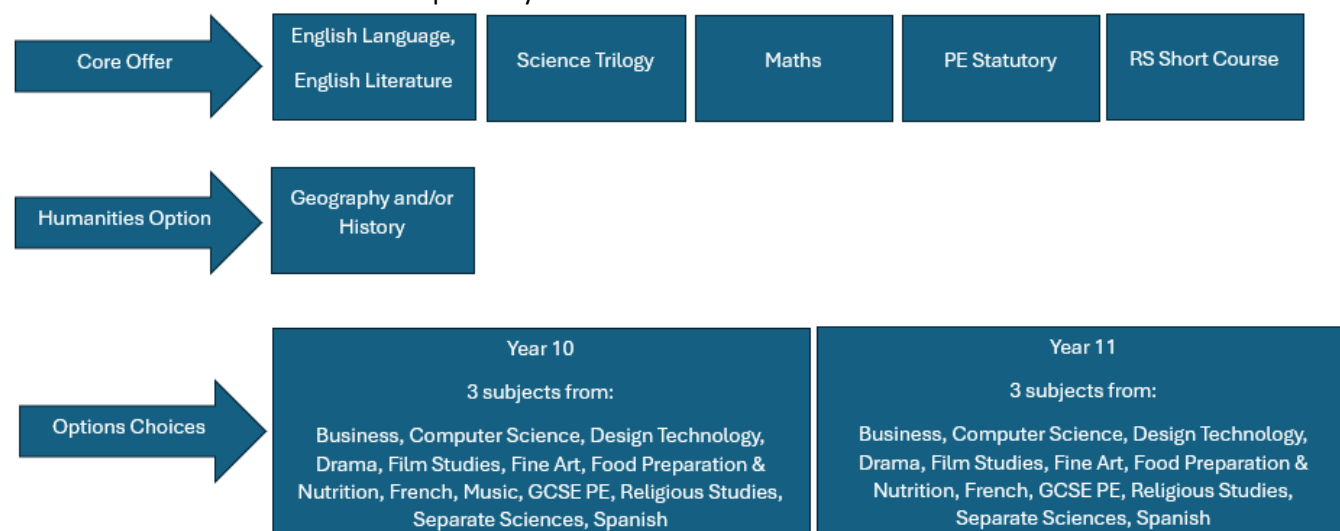 Core Offer
English Language,
English Literature
Science Trilogy
Maths
PE Statutory
RS Short Course
Humanities Option
Geography and/or
History
Options Choices
Year 10
3 subjects from:
Business, Computer Science, Design Technology,
Drama, Film Studies, Fine Art, Food Preparation &
Nutrition, French, Music, GCSE PE, Religious Studies,
Separate Sciences, Spanish
Year 11
3 subjects from:
Business, Computer Science, Design Technology,
Drama, Film Studies, Fine Art, Food Preparation &
Nutrition, French, GCSE PE, Religious Studies,
Separate Sciences, Spanish